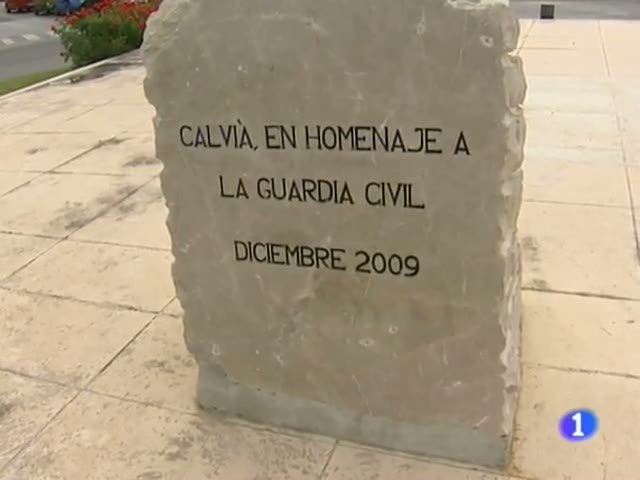 CALVIÀ, EN HOMENAJE A
LA GUARDIA CIVIL
DICIEMBRE 2009
1